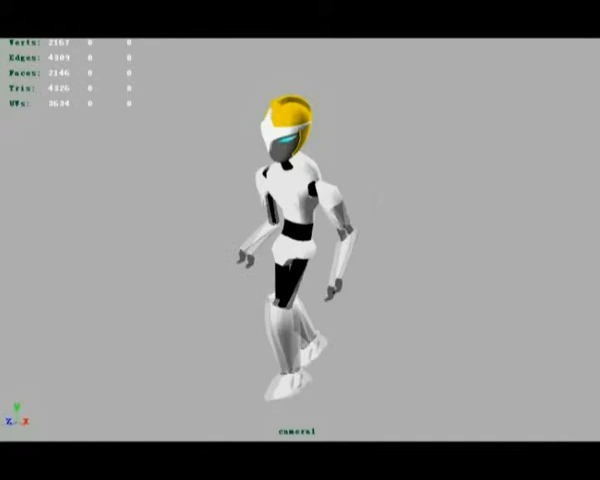 Verts: 2167 0 0
Edges: 4309 0 0
Faces: 2146 0 0
Tris: 4326 0 0
UVs: 3634 0 0
Y
Z X
camera1